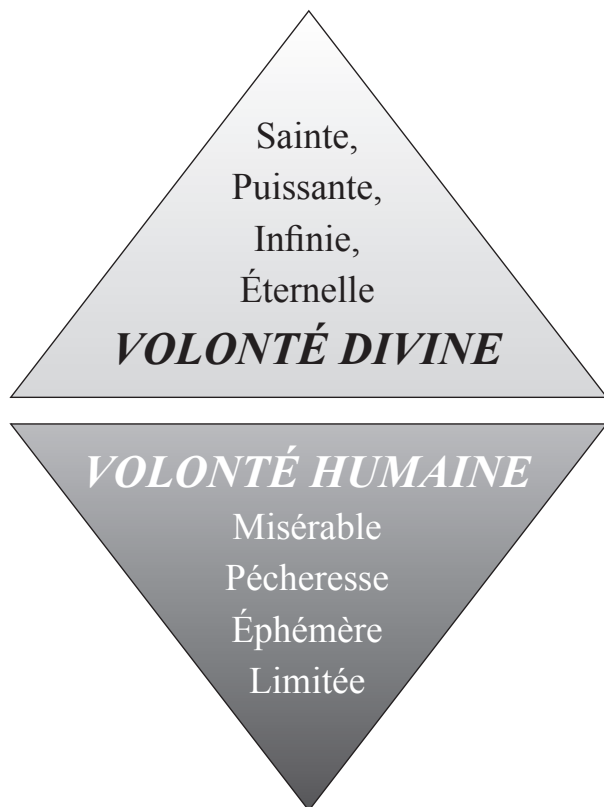 Sainte,
Puissante,
Infinie,
Éternelle
VOLONTÉ DIVINE
VOLONTÉ HUMAINE
Misérable
Pécheresse
Éphémère
Limitée